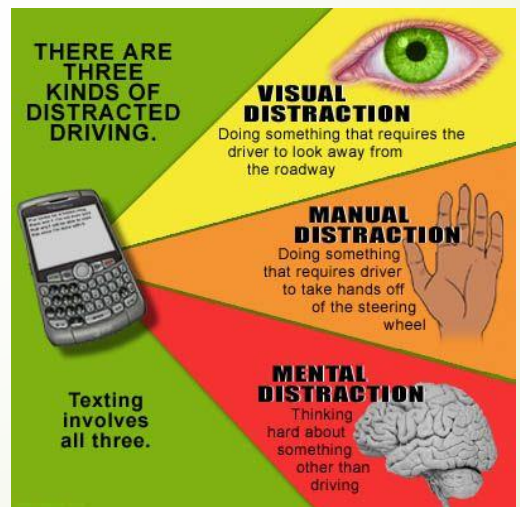 THERE ARE
THREE
KINDS OF
DISTRACTED
DRIVING.
VISUAL
DISTRACTION
Doing something that requires the
driver to look away from
the roadway
MANUAL
DISTRACTION
Doing something
that requires driver
to take hands off
of the steering
wheel
MENTAL
DISTRACTION
Thinking
hard about
something
other than
driving
Texting
involves
all three.